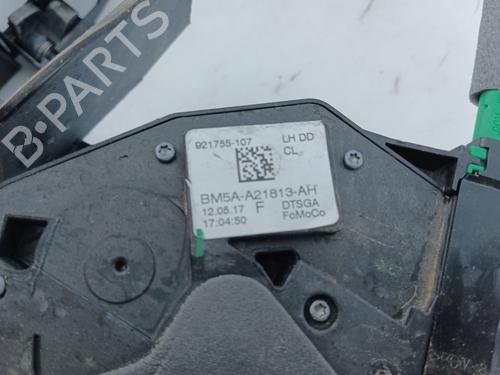 921755-107 LH DD
CL
BM5A-A21813-AH
12.05.17 F DTSGA
17:04:50 FoMoCo
B-PARTS